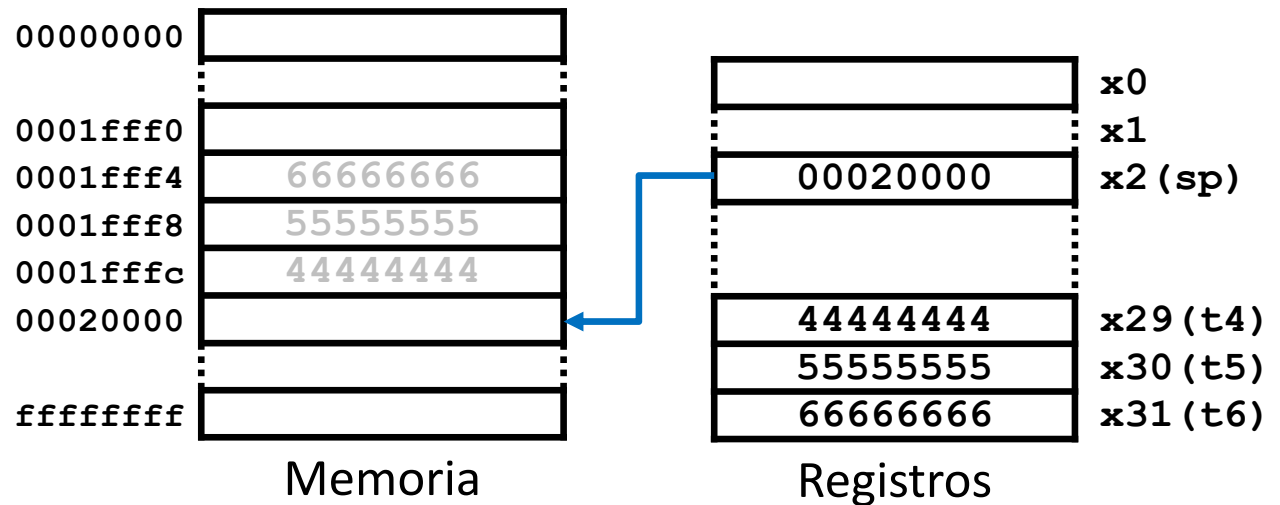 00000000
0001fff0
0001fff4 66666666
0001fff8 55555555
0001fffc 44444444
00020000
ffffffff
Memoria
x0
x1
00020000 x2(sp)
44444444 x29(t4)
55555555 x30(t5)
66666666 x31(t6)
Registros